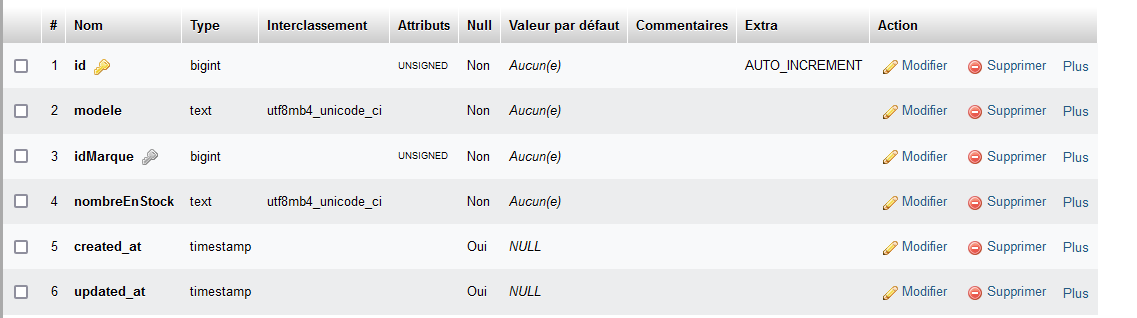 # Nom Type Interclassement Attributs Null Valeur par défaut Commentaires Extra Action
1 id bigint UNSIGNED Non Aucun(e) AUTO_INCREMENT Modifier Supprimer Plus
2 modele text utf8mb4_unicode_ci Non Aucun(e) Modifier Supprimer Plus
3 idMarque bigint UNSIGNED Non Aucun(e) Modifier Supprimer Plus
4 nombreEnStock text utf8mb4_unicode_ci Non Aucun(e) Modifier Supprimer Plus
5 created_at timestamp Oui NULL Modifier Supprimer Plus
6 updated_at timestamp Oui NULL Modifier Supprimer Plus